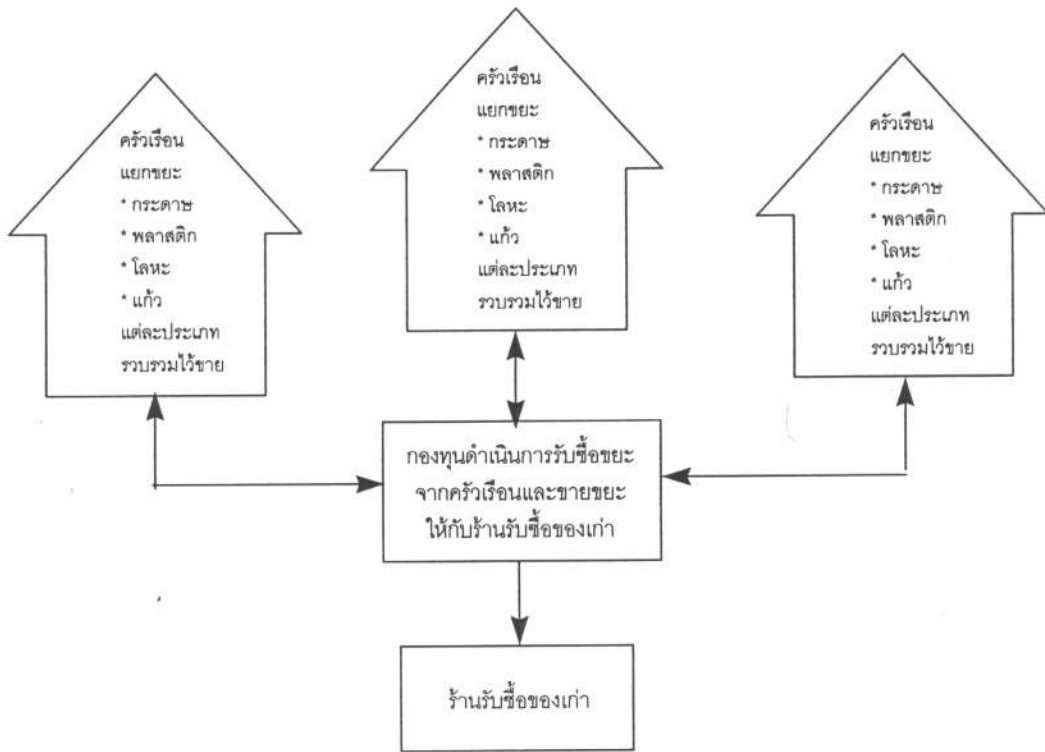 ครัวเรือน
แยกขยะ
* กระดาษ
* พลาสติก
* โลหะ
* แก้ว
แต่ละประเภท
รวบรวมไว้ขาย
ครัวเรือน
แยกขยะ
* กระดาษ
* พลาสติก
* โลหะ
* แก้ว
แต่ละประเภท
รวบรวมไว้ขาย
ครัวเรือน
แยกขยะ
* กระดาษ
* พลาสติก
* โลหะ
* แก้ว
แต่ละประเภท
รวบรวมไว้ขาย
กองทุนดำเนินการรับซื้อขยะ
จากครัวเรือนและขายขยะ
ให้กับร้านรับซื้อของเก่า
ร้านรับซื้อของเก่า